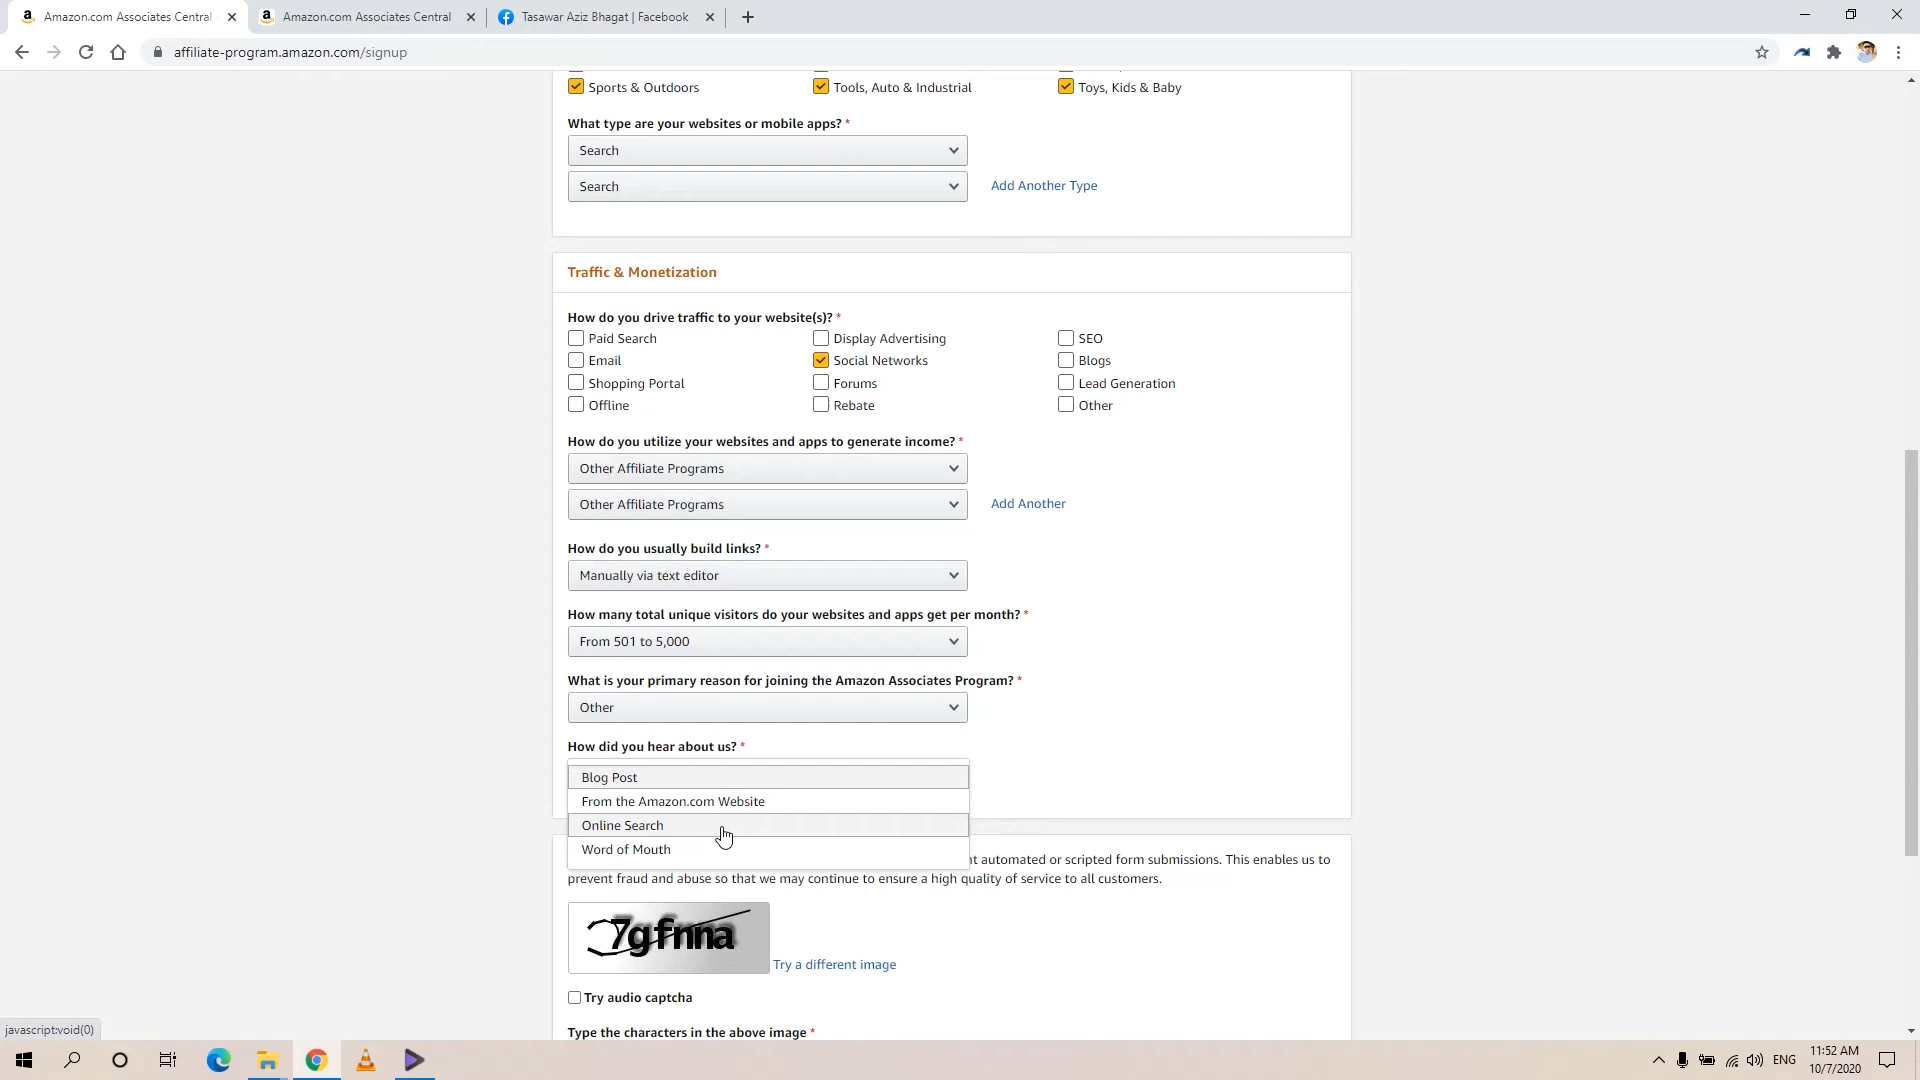 Amazon.com Associates Central
Amazon.com Associates Central
Tasawar Aziz Bhagat | Facebook
affiliate-program.amazon.com/signup
Sports & Outdoors
Tools, Auto & Industrial
Toys, Kids & Baby
What type are your websites or mobile apps? *
Search
Search
Add Another Type
Traffic & Monetization
How do you drive traffic to your website(s)? *
Paid Search
Display Advertising
SEO
Email
Social Networks
Blogs
Shopping Portal
Forums
Lead Generation
Offline
Rebate
Other
How do you utilize your websites and apps to generate income? *
Other Affiliate Programs
Other Affiliate Programs
Add Another
How do you usually build links? *
Manually via text editor
How many total unique visitors do your websites and apps get per month? *
From 501 to 5,000
What is your primary reason for joining the Amazon Associates Program? *
Other
How did you hear about us? *
Blog Post
From the Amazon.com Website
Online Search
Word of Mouth
automated or scripted form submissions. This enables us to
prevent fraud and abuse so that we may continue to ensure a high quality of service to all customers.
7gfnna
Try a different image
Try audio captcha
Type the characters in the above image *
javascript:void(0)
ENG
11:52 AM
10/7/2020